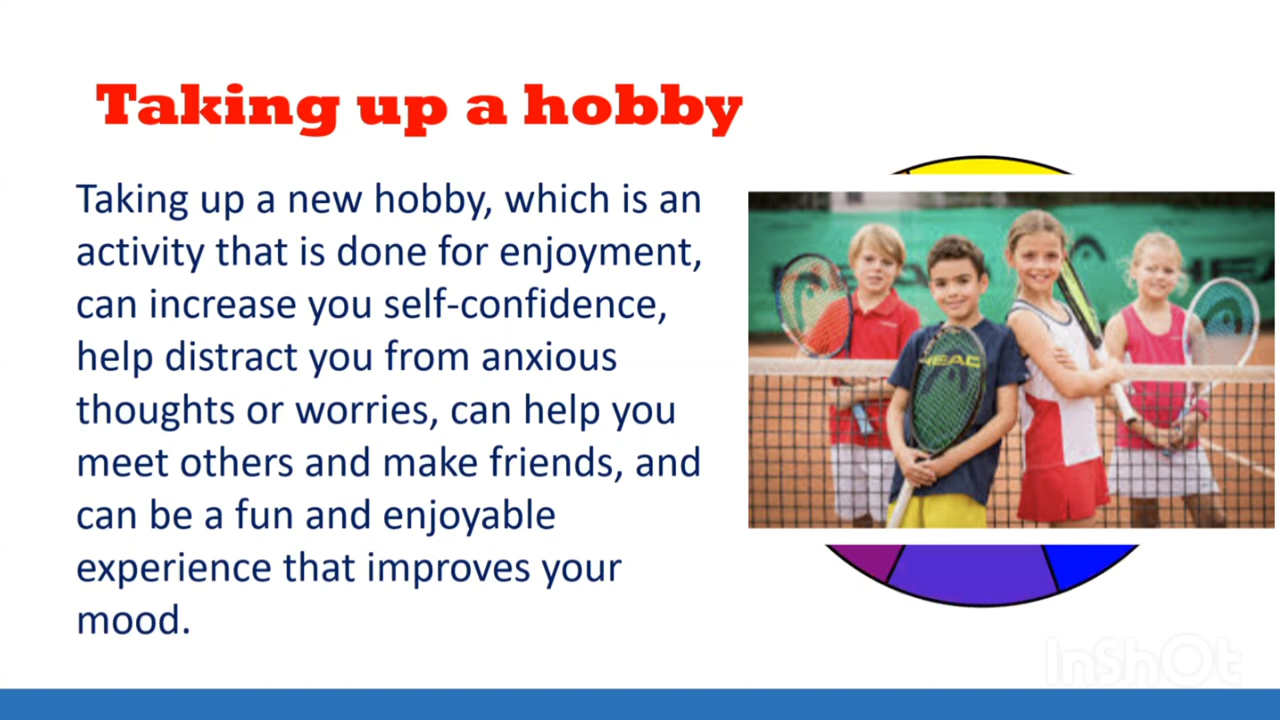 Taking up a hobby
Taking up a new hobby, which is an
activity that is done for enjoyment,
can increase you self-confidence,
help distract you from anxious
thoughts or worries, can help you
meet others and make friends, and
can be a fun and enjoyable
experience that improves your
mood.
HEAD
InShOt